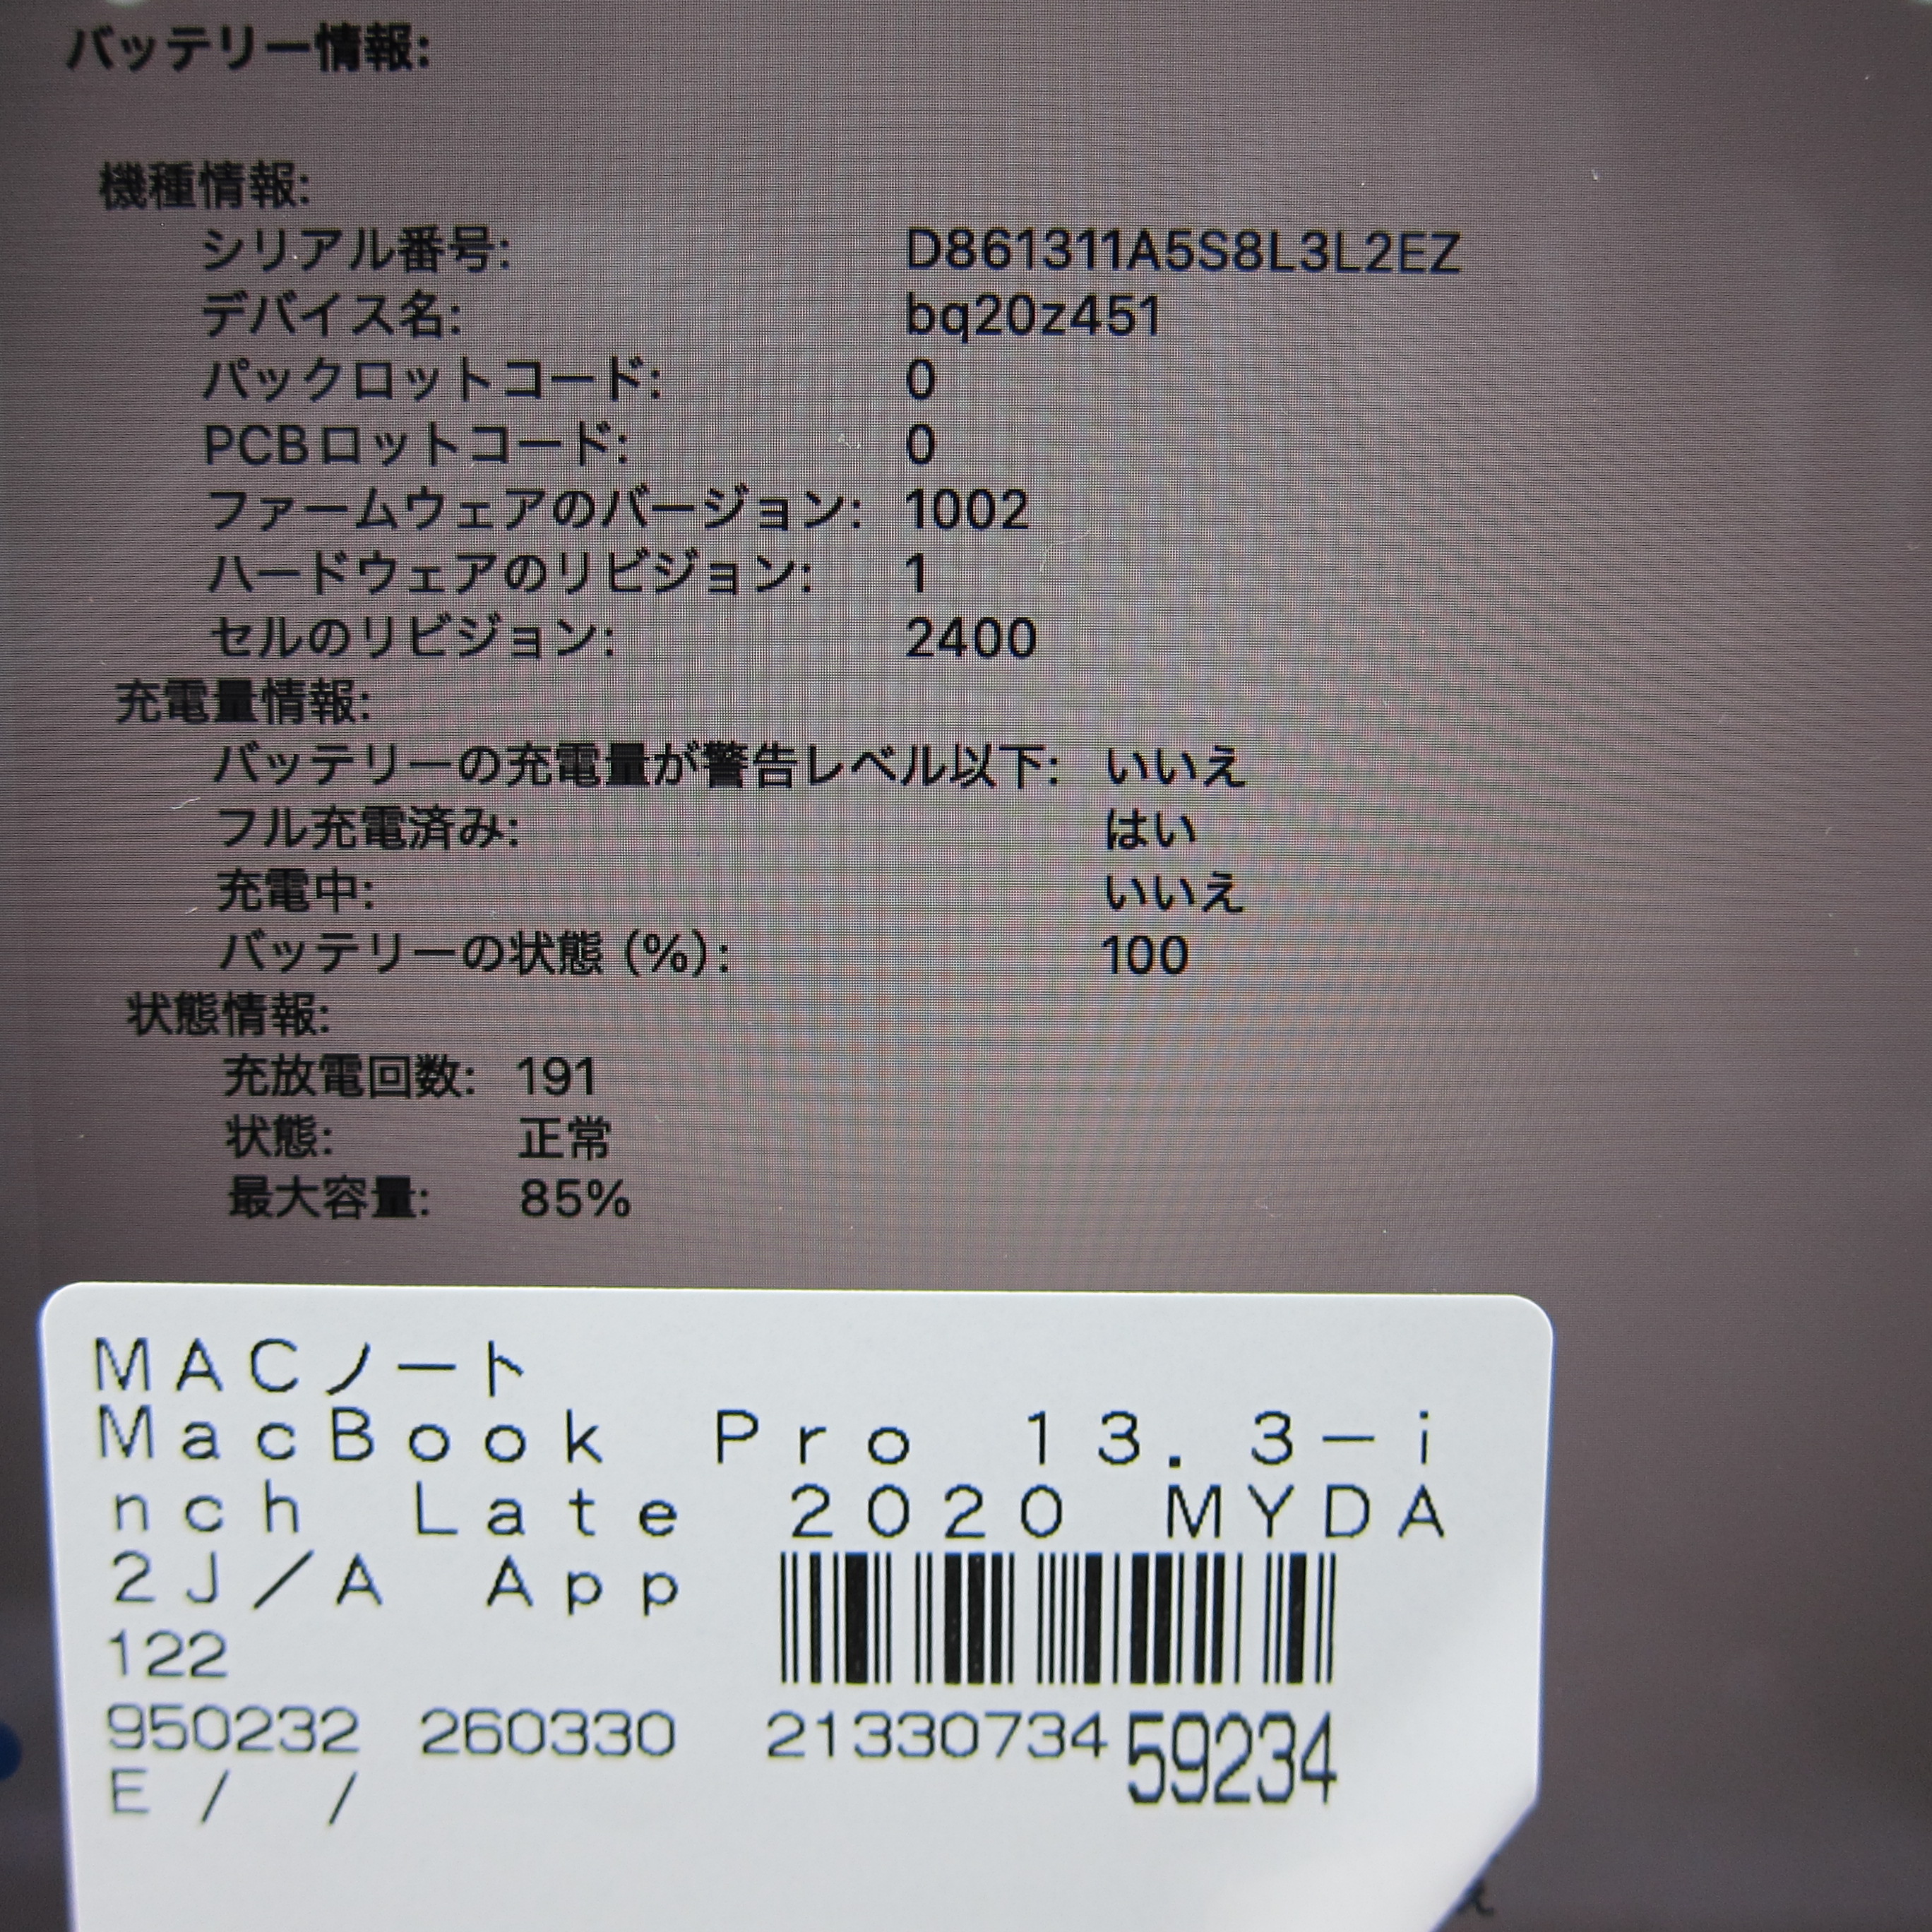 バッテリー情報:
機種情報:
シリアル番号: D861311A5S8L3L2EZ
デバイス名: bq20z451
パックロットコード: 0
PCBロットコード: 0
ファームウェアのバージョン: 1002
ハードウェアのリビジョン: 1
セルのリビジョン: 2400
充電量情報:
バッテリーの充電量が警告レベル以下: いいえ
フル充電済み: はい
充電中: いいえ
バッテリーの状態 (%): 100
状態情報:
充放電回数: 191
状態: 正常
最大容量: 85%
MACノート
MacBook Pro 13.3-i
nch Late 2020 MYDA
2J/A App
122
950232 260330 2133073459234
E / /